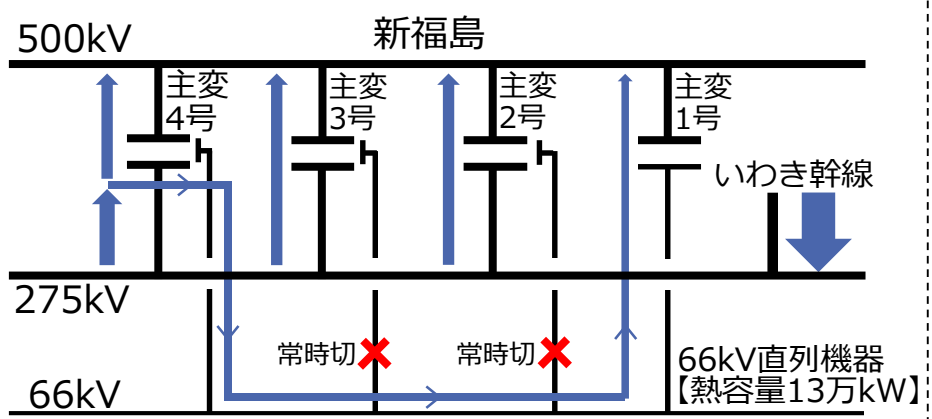 新福島
500kV
主変
4号
主変
3号
主変
2号
主変
1号
いわき幹線
275kV
常時切
常時切
66kV直列機器
【熱容量13万kW】
66kV